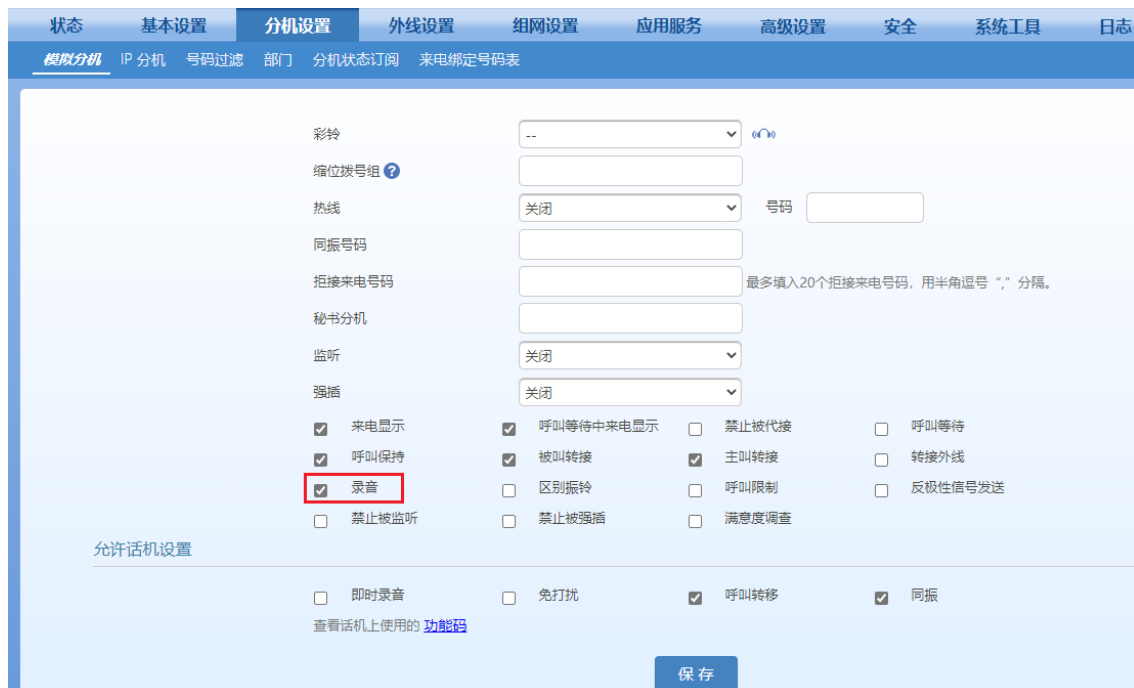 状态 基本设置 分机设置 外线设置 组网设置 应用服务 高级设置 安全 系统工具 日志
模拟分机 IP 分机 号码过滤 部门 分机状态订阅 来电绑定号码表
彩铃 --
缩位拨号组 ?
热线 关闭 号码
同振号码
拒接来电号码 最多填入20个拒接来电号码，用半角逗号“,”分隔。
秘书分机
监听 关闭
强插 关闭
来电显示 呼叫等待中来电显示 禁止被代接 呼叫等待
呼叫保持 被叫转接 主叫转接 转接外线
录音 区别振铃 呼叫限制 反极性信号发送
禁止被监听 禁止被强插 满意度调查
允许话机设置
即时录音 免打扰 呼叫转移 同振
查看话机上使用的 功能码
保存